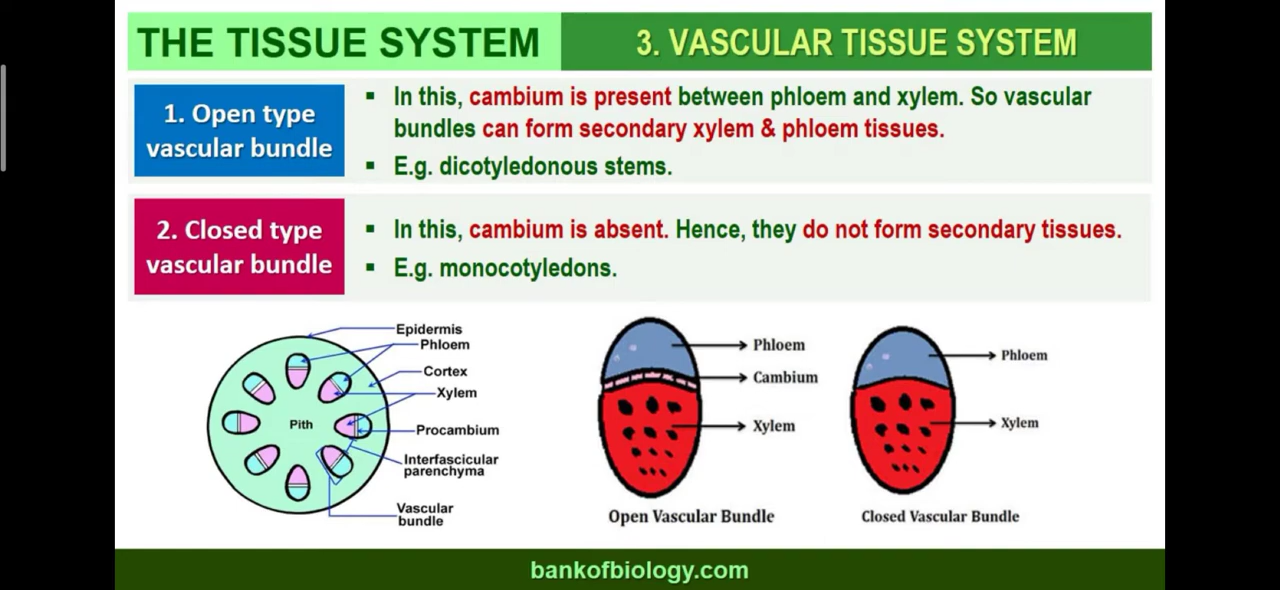 THE TISSUE SYSTEM
3. VASCULAR TISSUE SYSTEM
1. Open type
vascular bundle
▪ In this, cambium is present between phloem and xylem. So vascular
bundles can form secondary xylem & phloem tissues.
▪ E.g. dicotyledonous stems.
2. Closed type
vascular bundle
▪ In this, cambium is absent. Hence, they do not form secondary tissues.
▪ E.g. monocotyledons.
Epidermis
Phloem
Cortex
Xylem
Pith
Procambium
Interfascicular
parenchyma
Vascular
bundle
Phloem
Cambium
Xylem
Open Vascular Bundle
Phloem
Xylem
Closed Vascular Bundle
bankofbiology.com